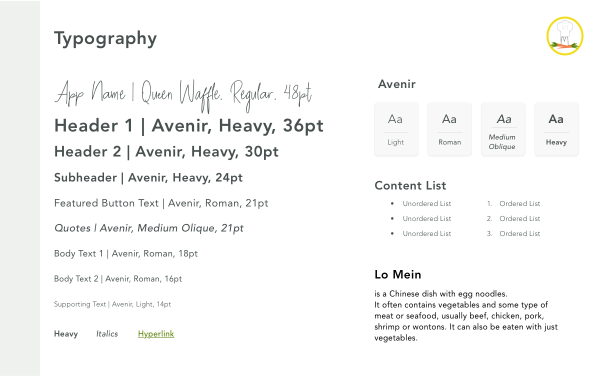 Typography
App Name | Queen Waffle, Regular, 48pt
Header 1 | Avenir, Heavy, 36pt
Header 2 | Avenir, Heavy, 30pt
Subheader | Avenir, Heavy, 24pt
Featured Button Text | Avenir, Roman, 21pt
Quotes | Avenir, Medium Olique, 21pt
Body Text 1 | Avenir, Roman, 18pt
Body Text 2 | Avenir, Roman, 16pt
Supporting Text | Avenir, Light, 14pt
Heavy Italics Hyperlink
Avenir
Aa Aa Aa Aa
Light Roman Medium Oblique Heavy
Content List
• Unordered List
• Unordered List
• Unordered List
1. Ordered List
2. Ordered List
3. Ordered List
Lo Mein
is a Chinese dish with egg noodles.
It often contains vegetables and some type of
meat or seafood, usually beef, chicken, pork,
shrimp or wontons. It can also be eaten with just
vegetables.